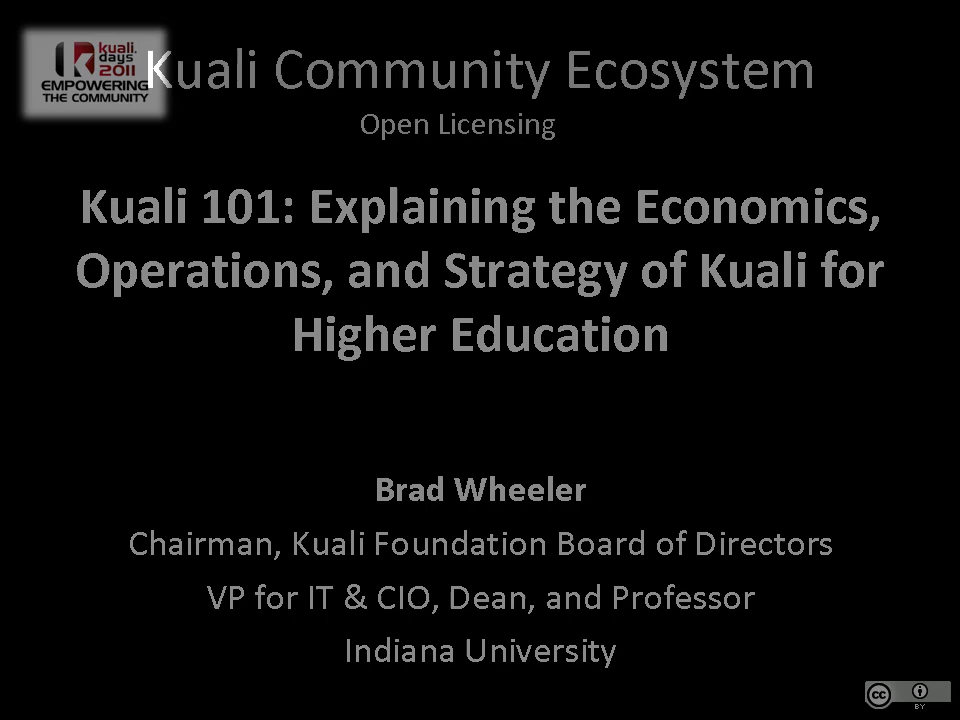 kuali
days
2011
EMPOWERING
THE COMMUNITY
Kuali Community Ecosystem
Open Licensing
Kuali 101: Explaining the Economics,
Operations, and Strategy of Kuali for
Higher Education
Brad Wheeler
Chairman, Kuali Foundation Board of Directors
VP for IT & CIO, Dean, and Professor
Indiana University
cc
BY